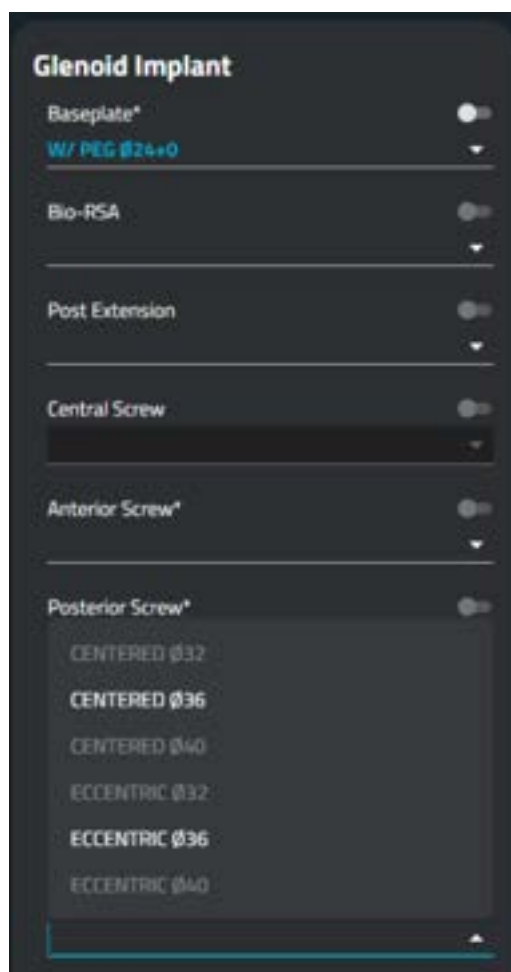 Glenoid Implant
Baseplate*
W/ PEG Ø24+0
Bio-RSA
Post Extension
Central Screw
Anterior Screw*
Posterior Screw*
CENTERED Ø32
CENTERED Ø36
CENTERED Ø40
ECCENTRIC Ø32
ECCENTRIC Ø36
ECCENTRIC Ø40